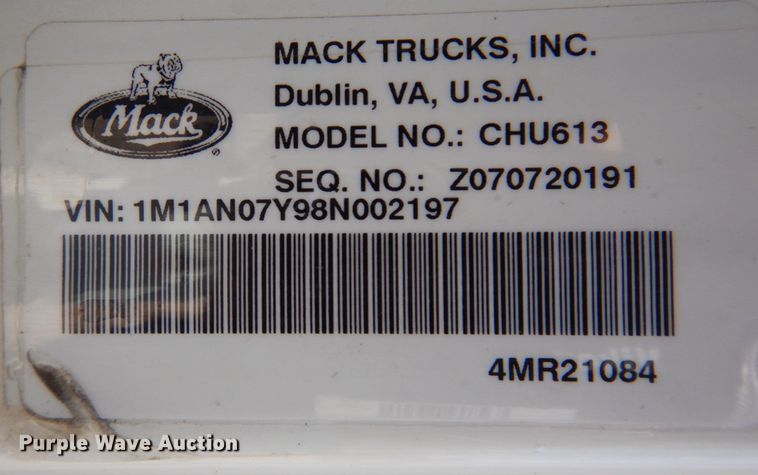 MACK TRUCKS, INC.
Mack
®
Dublin, VA, U.S.A.
MODEL NO.: CHU613
SEQ. NO.: Z070720191
VIN: 1M1AN07Y98N002197
4MR21084
Purple Wave Auction